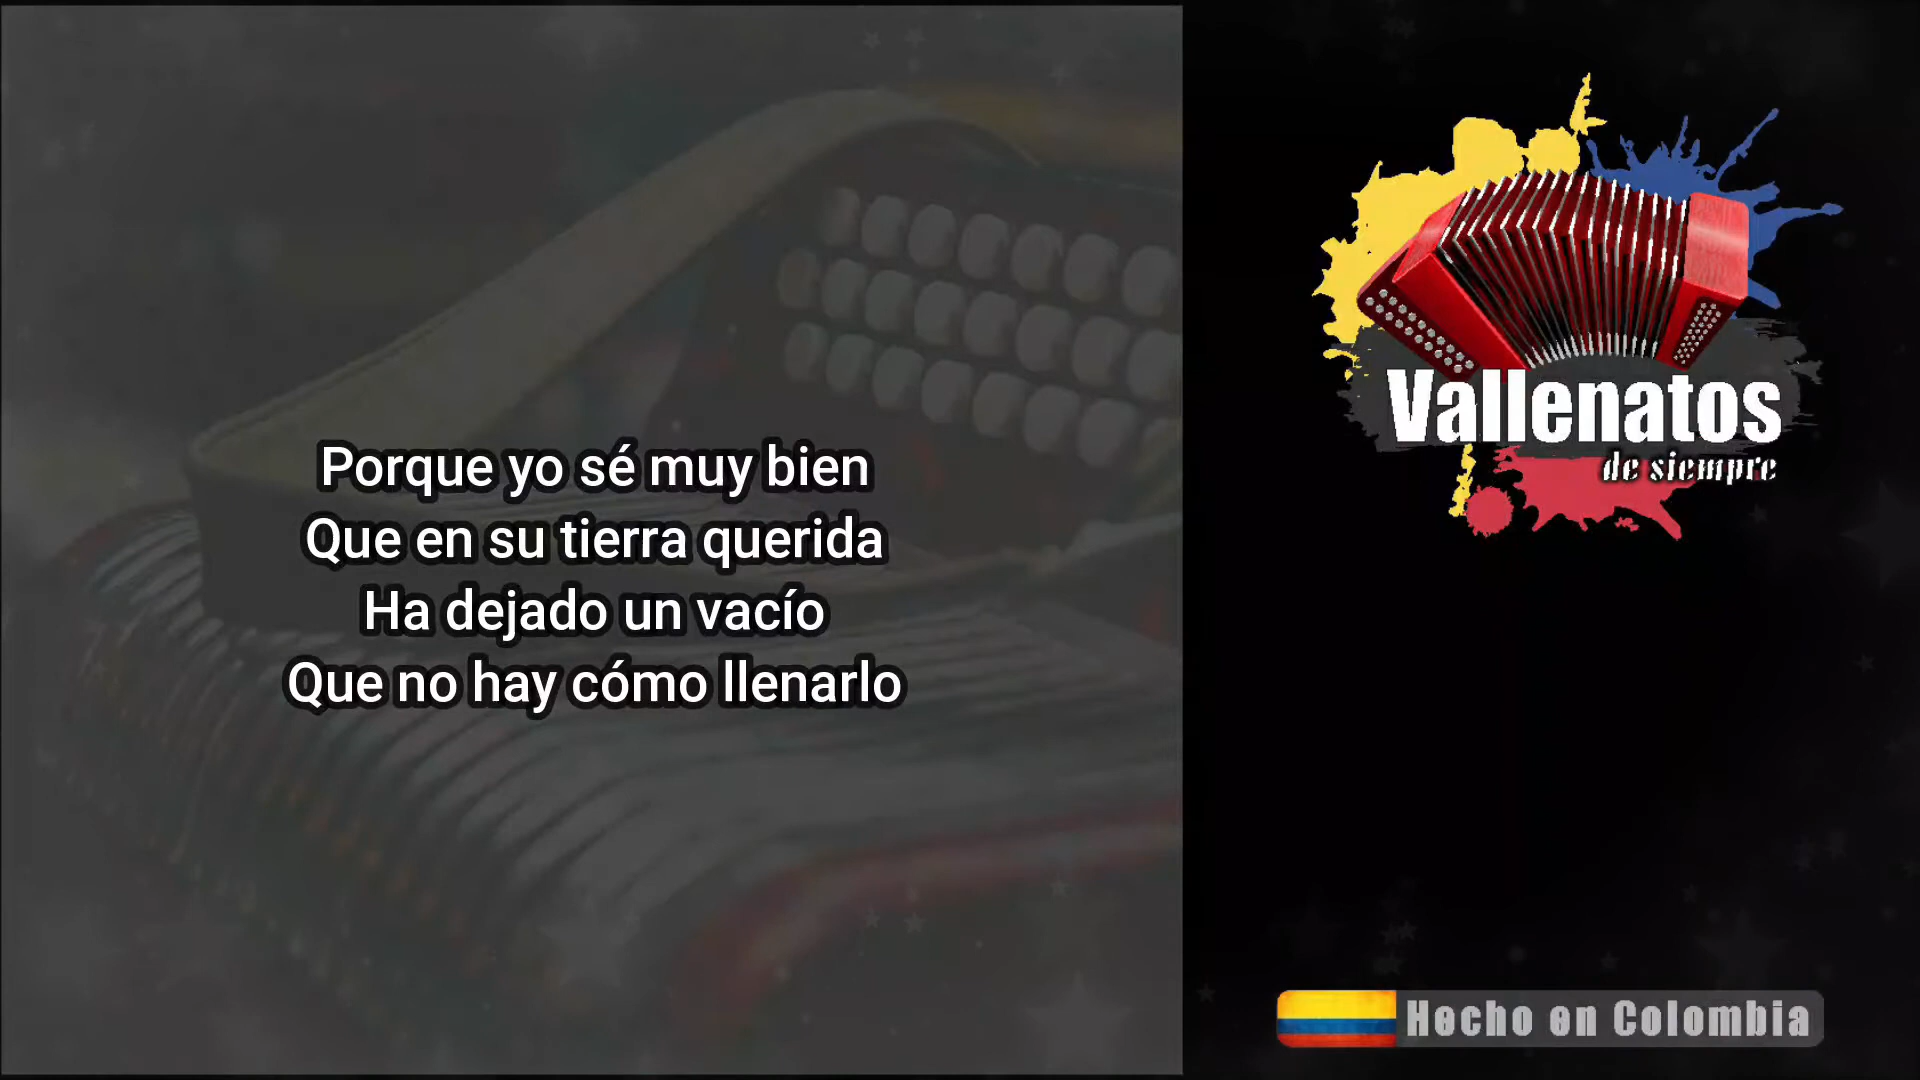 Porque yo sé muy bien
Que en su tierra querida
Ha dejado un vacío
Que no hay cómo llenarlo
Vallenatos
de siempre
Hecho en Colombia